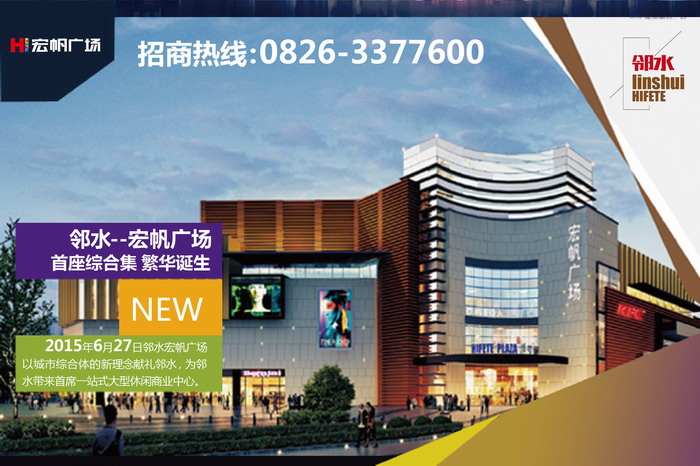 宏帆广场
招商热线:0826-3377600
邻水
linshui
HIFETE
邻水--宏帆广场
首座综合集 繁华诞生
NEW
2015年6月27日邻水宏帆广场
以城市综合体的新理念献礼邻水，为邻
水带来首席一站式大型休闲商业中心。
宏帆广场
KFC
HIFETE PLAZA